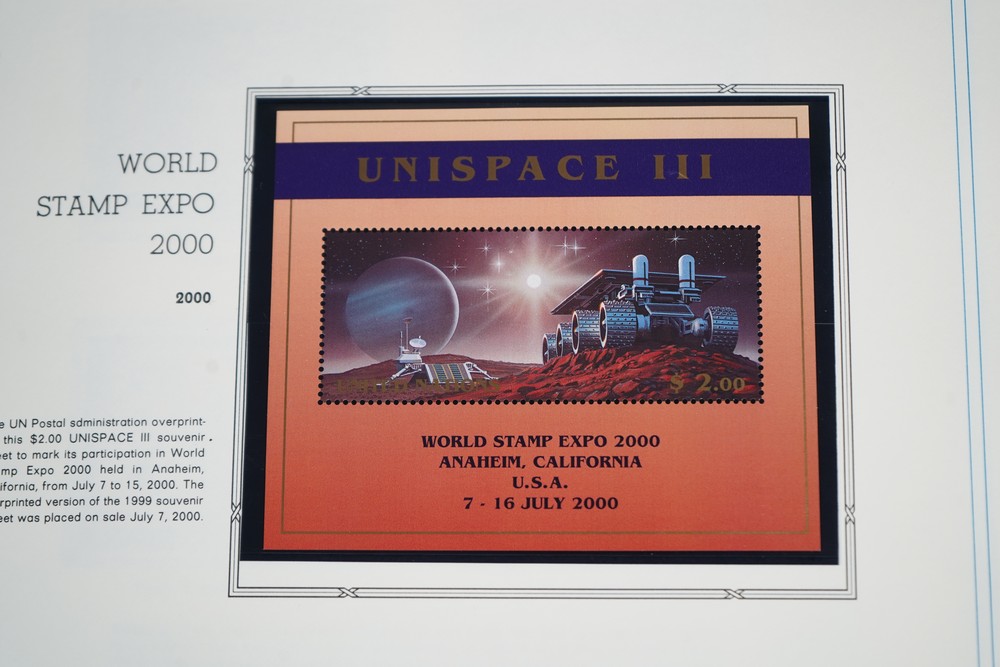 WORLD
STAMP EXPO
2000
2000
e UN Postal sdministration overprint-
this $2.00 UNISPACE III souvenir
eet to mark its participation in World
mp Expo 2000 held in Anaheim,
ifornia, from July 7 to 15, 2000. The
rprinted version of the 1999 souvenir
eet was placed on sale July 7, 2000.
UNISPACE III
UNITED NATIONS
$ 2.00
WORLD STAMP EXPO 2000
ANAHEIM, CALIFORNIA
U.S.A.
7 - 16 JULY 2000